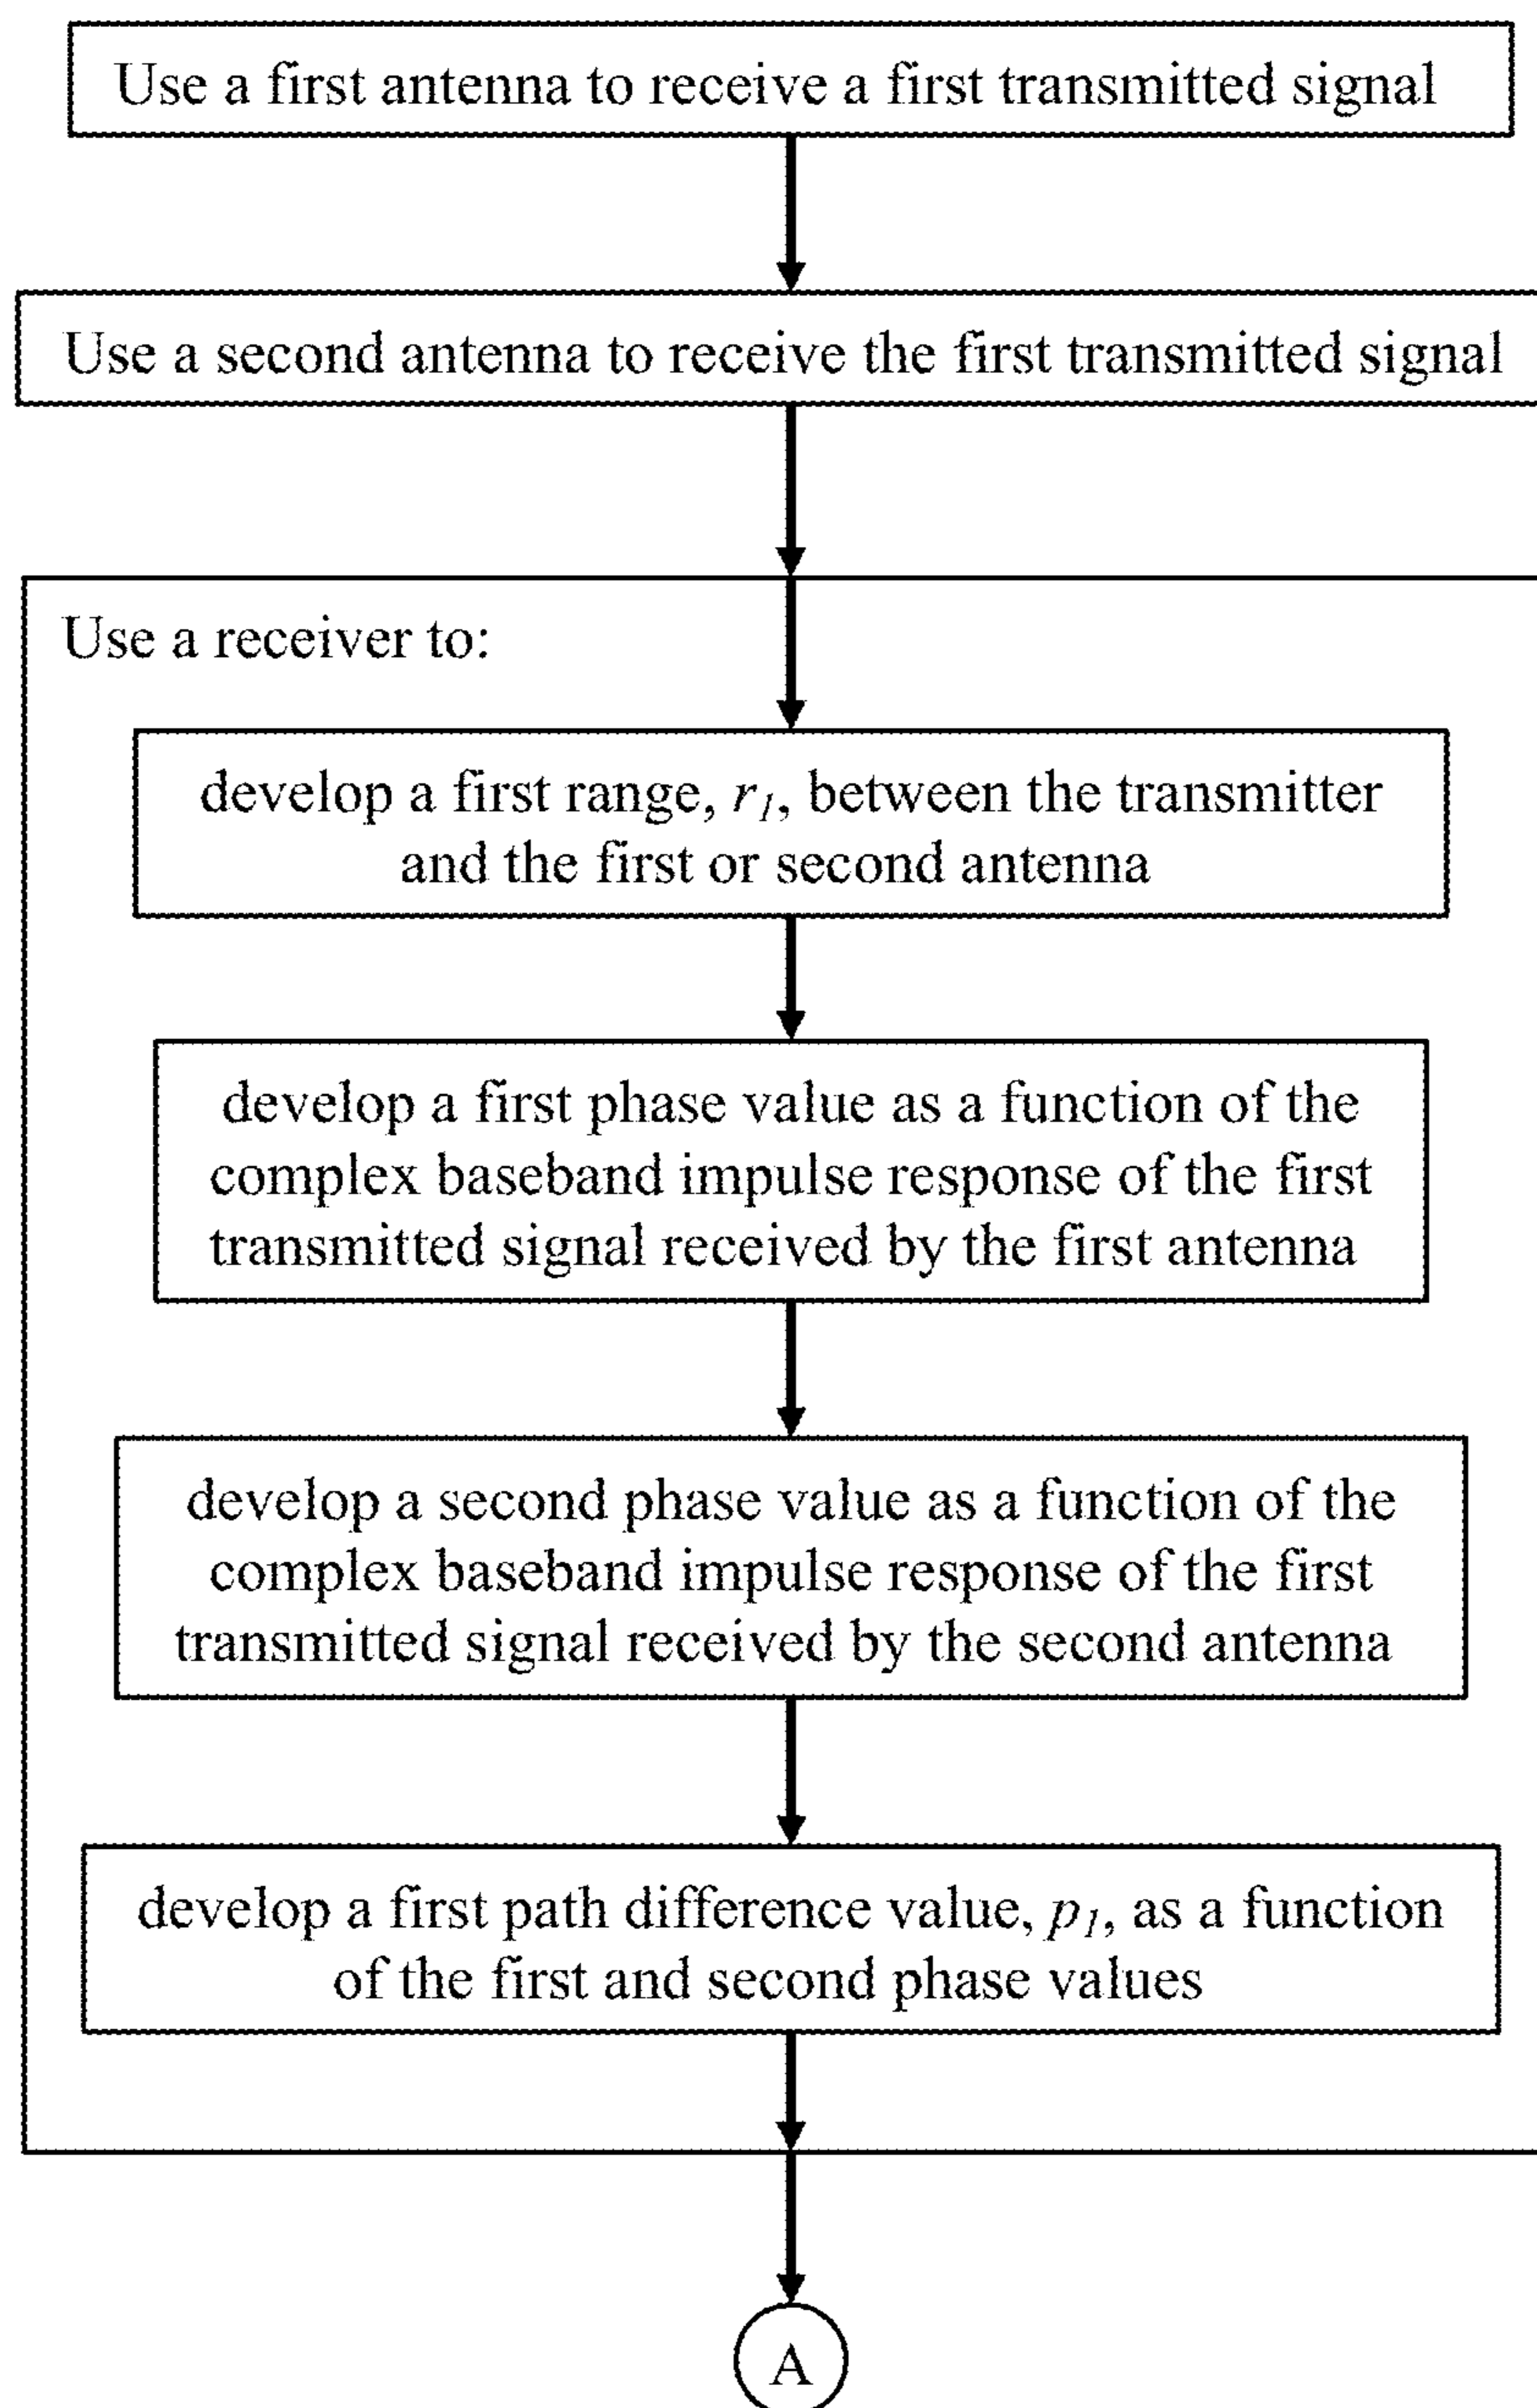 Use a first antenna to receive a first transmitted signal
Use a second antenna to receive the first transmitted signal
Use a receiver to:
develop a first range, r1, between the transmitter
and the first or second antenna
develop a first phase value as a function of the
complex baseband impulse response of the first
transmitted signal received by the first antenna
develop a second phase value as a function of the
complex baseband impulse response of the first
transmitted signal received by the second antenna
develop a first path difference value, p1, as a function
of the first and second phase values
A